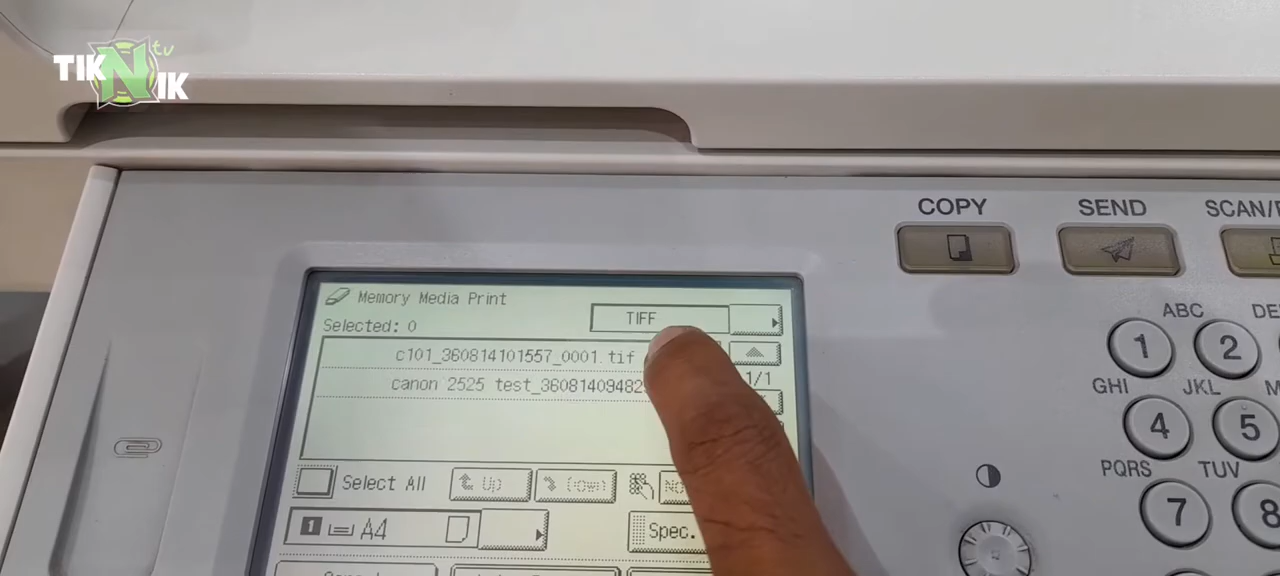 TIKNIK tv
COPY
SEND
Memory Media Print
Selected: 0
TIFF
c101_360814101557_0001.tif
1/1
canon 2525 test_36081409482
Select All
Up
Down
1 A4
Spec.
ABC
1
2
GHI
JKL
4
5
PQRS
TUV
7
8